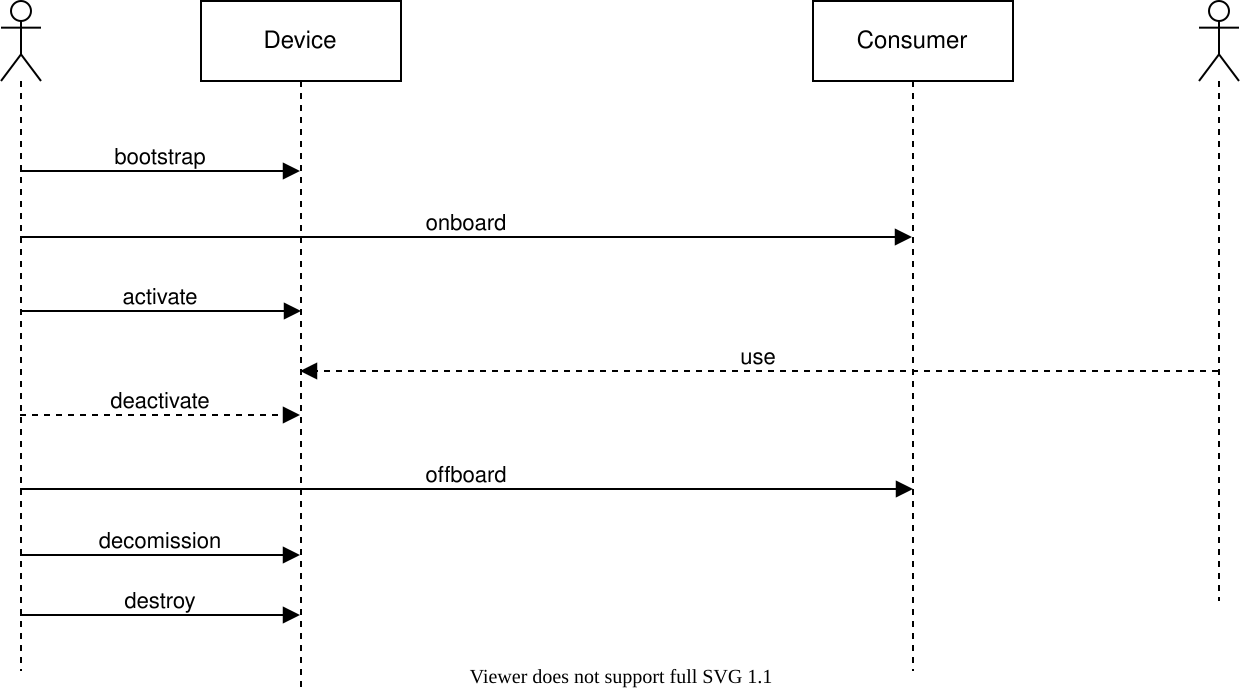 Device
Consumer
bootstrap
onboard
activate
use
deactivate
offboard
decomission
destroy
Viewer does not support full SVG 1.1